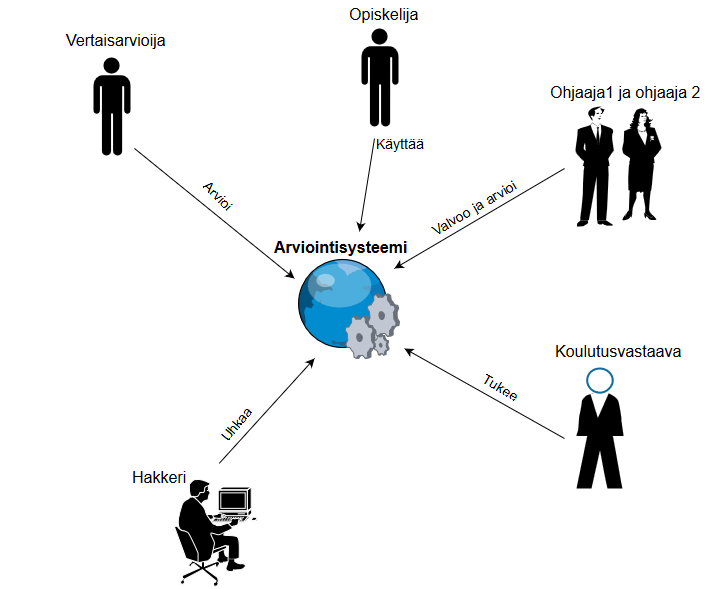 Opiskelija
Vertaisarvioija
Ohjaaja1 ja ohjaaja 2
Käyttää
Arvioi
Valvoo ja arvioi
Arviointisysteemi
Koulutusvastaava
Tukee
Uhkaa
Hakkeri